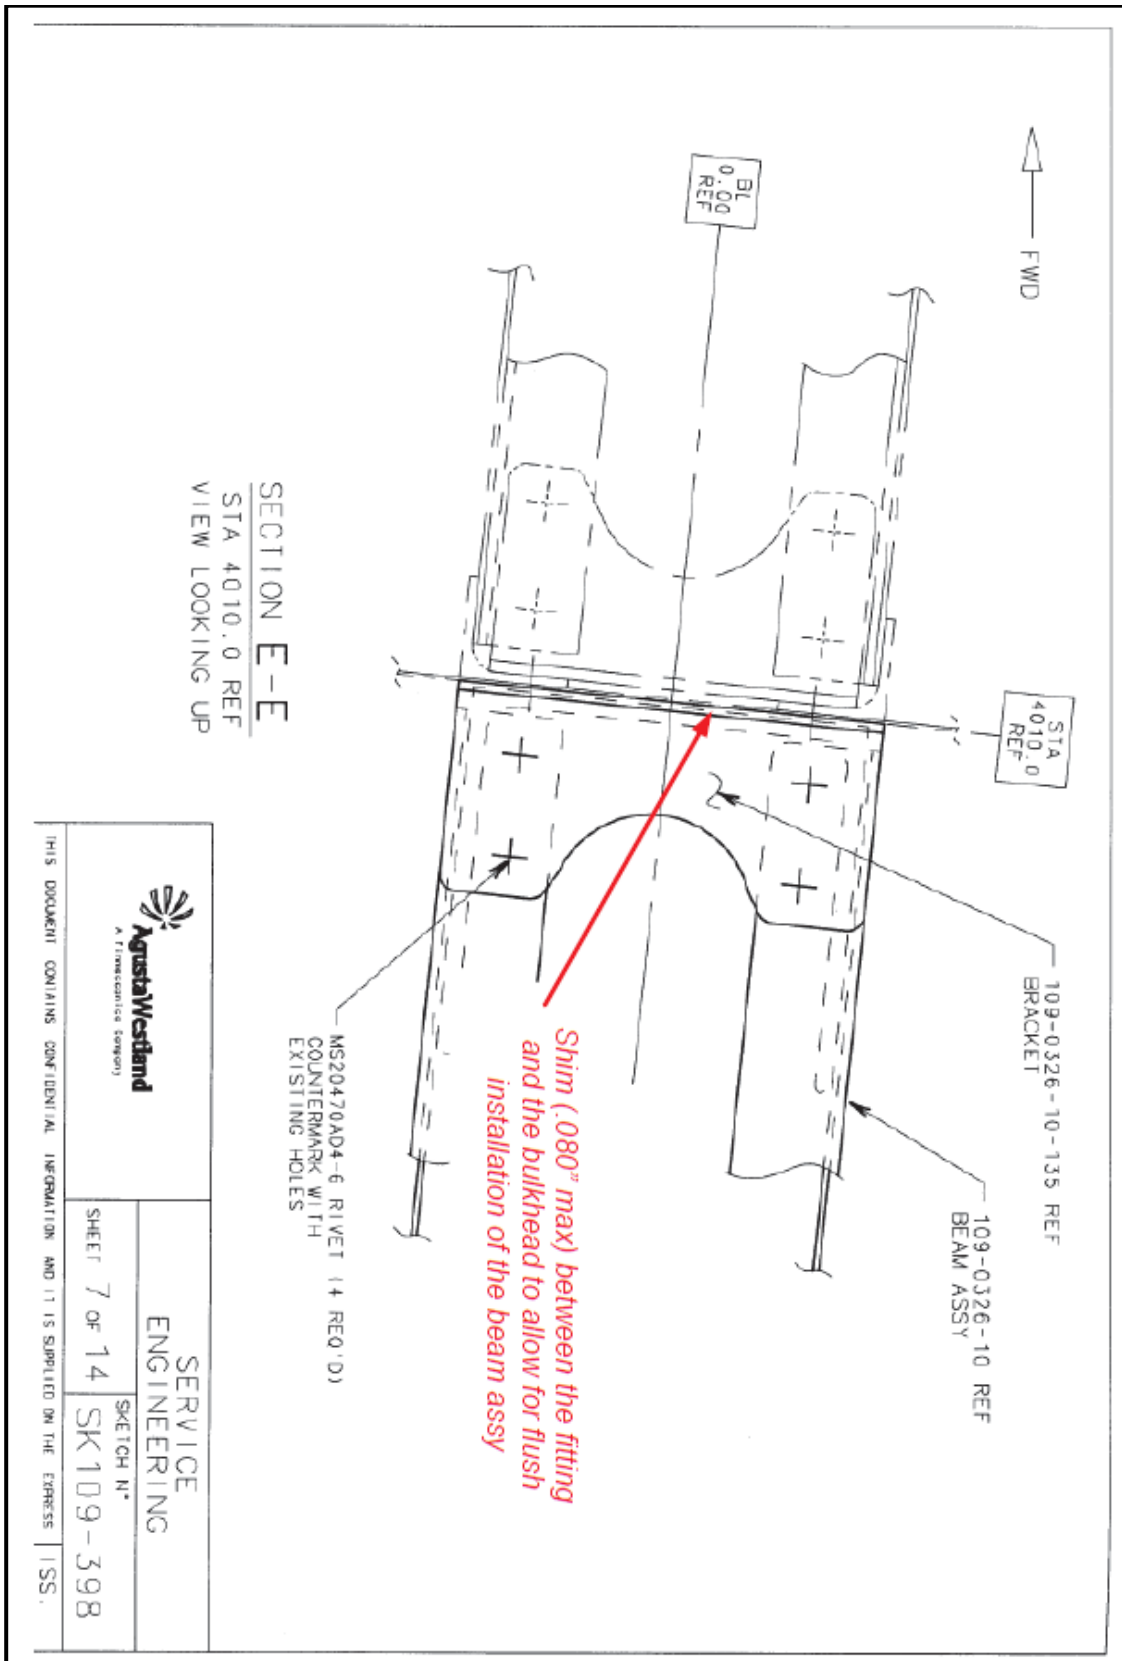 FWD
BL
0.00
REF
STA
4010.0
REF
109-0326-10-135 REF
BRACKET
109-0326-10 REF
BEAM ASSY
Shim (.080" max) between the fitting
and the bulkhead to allow for flush
installation of the beam assy
MS20470AD4-6 RIVET (4 REQ'D)
COUNTERMARK WITH
EXISTING HOLES
SECTION E-E
STA 4010.0 REF
VIEW LOOKING UP
AgustaWestland
A Finmeccanica Company
SERVICE
ENGINEERING
SHEET 7 OF 14
SKETCH N°
SK109-398
THIS DOCUMENT CONTAINS CONFIDENTIAL INFORMATION AND IT IS SUPPLIED ON THE EXPRESS
ISS.